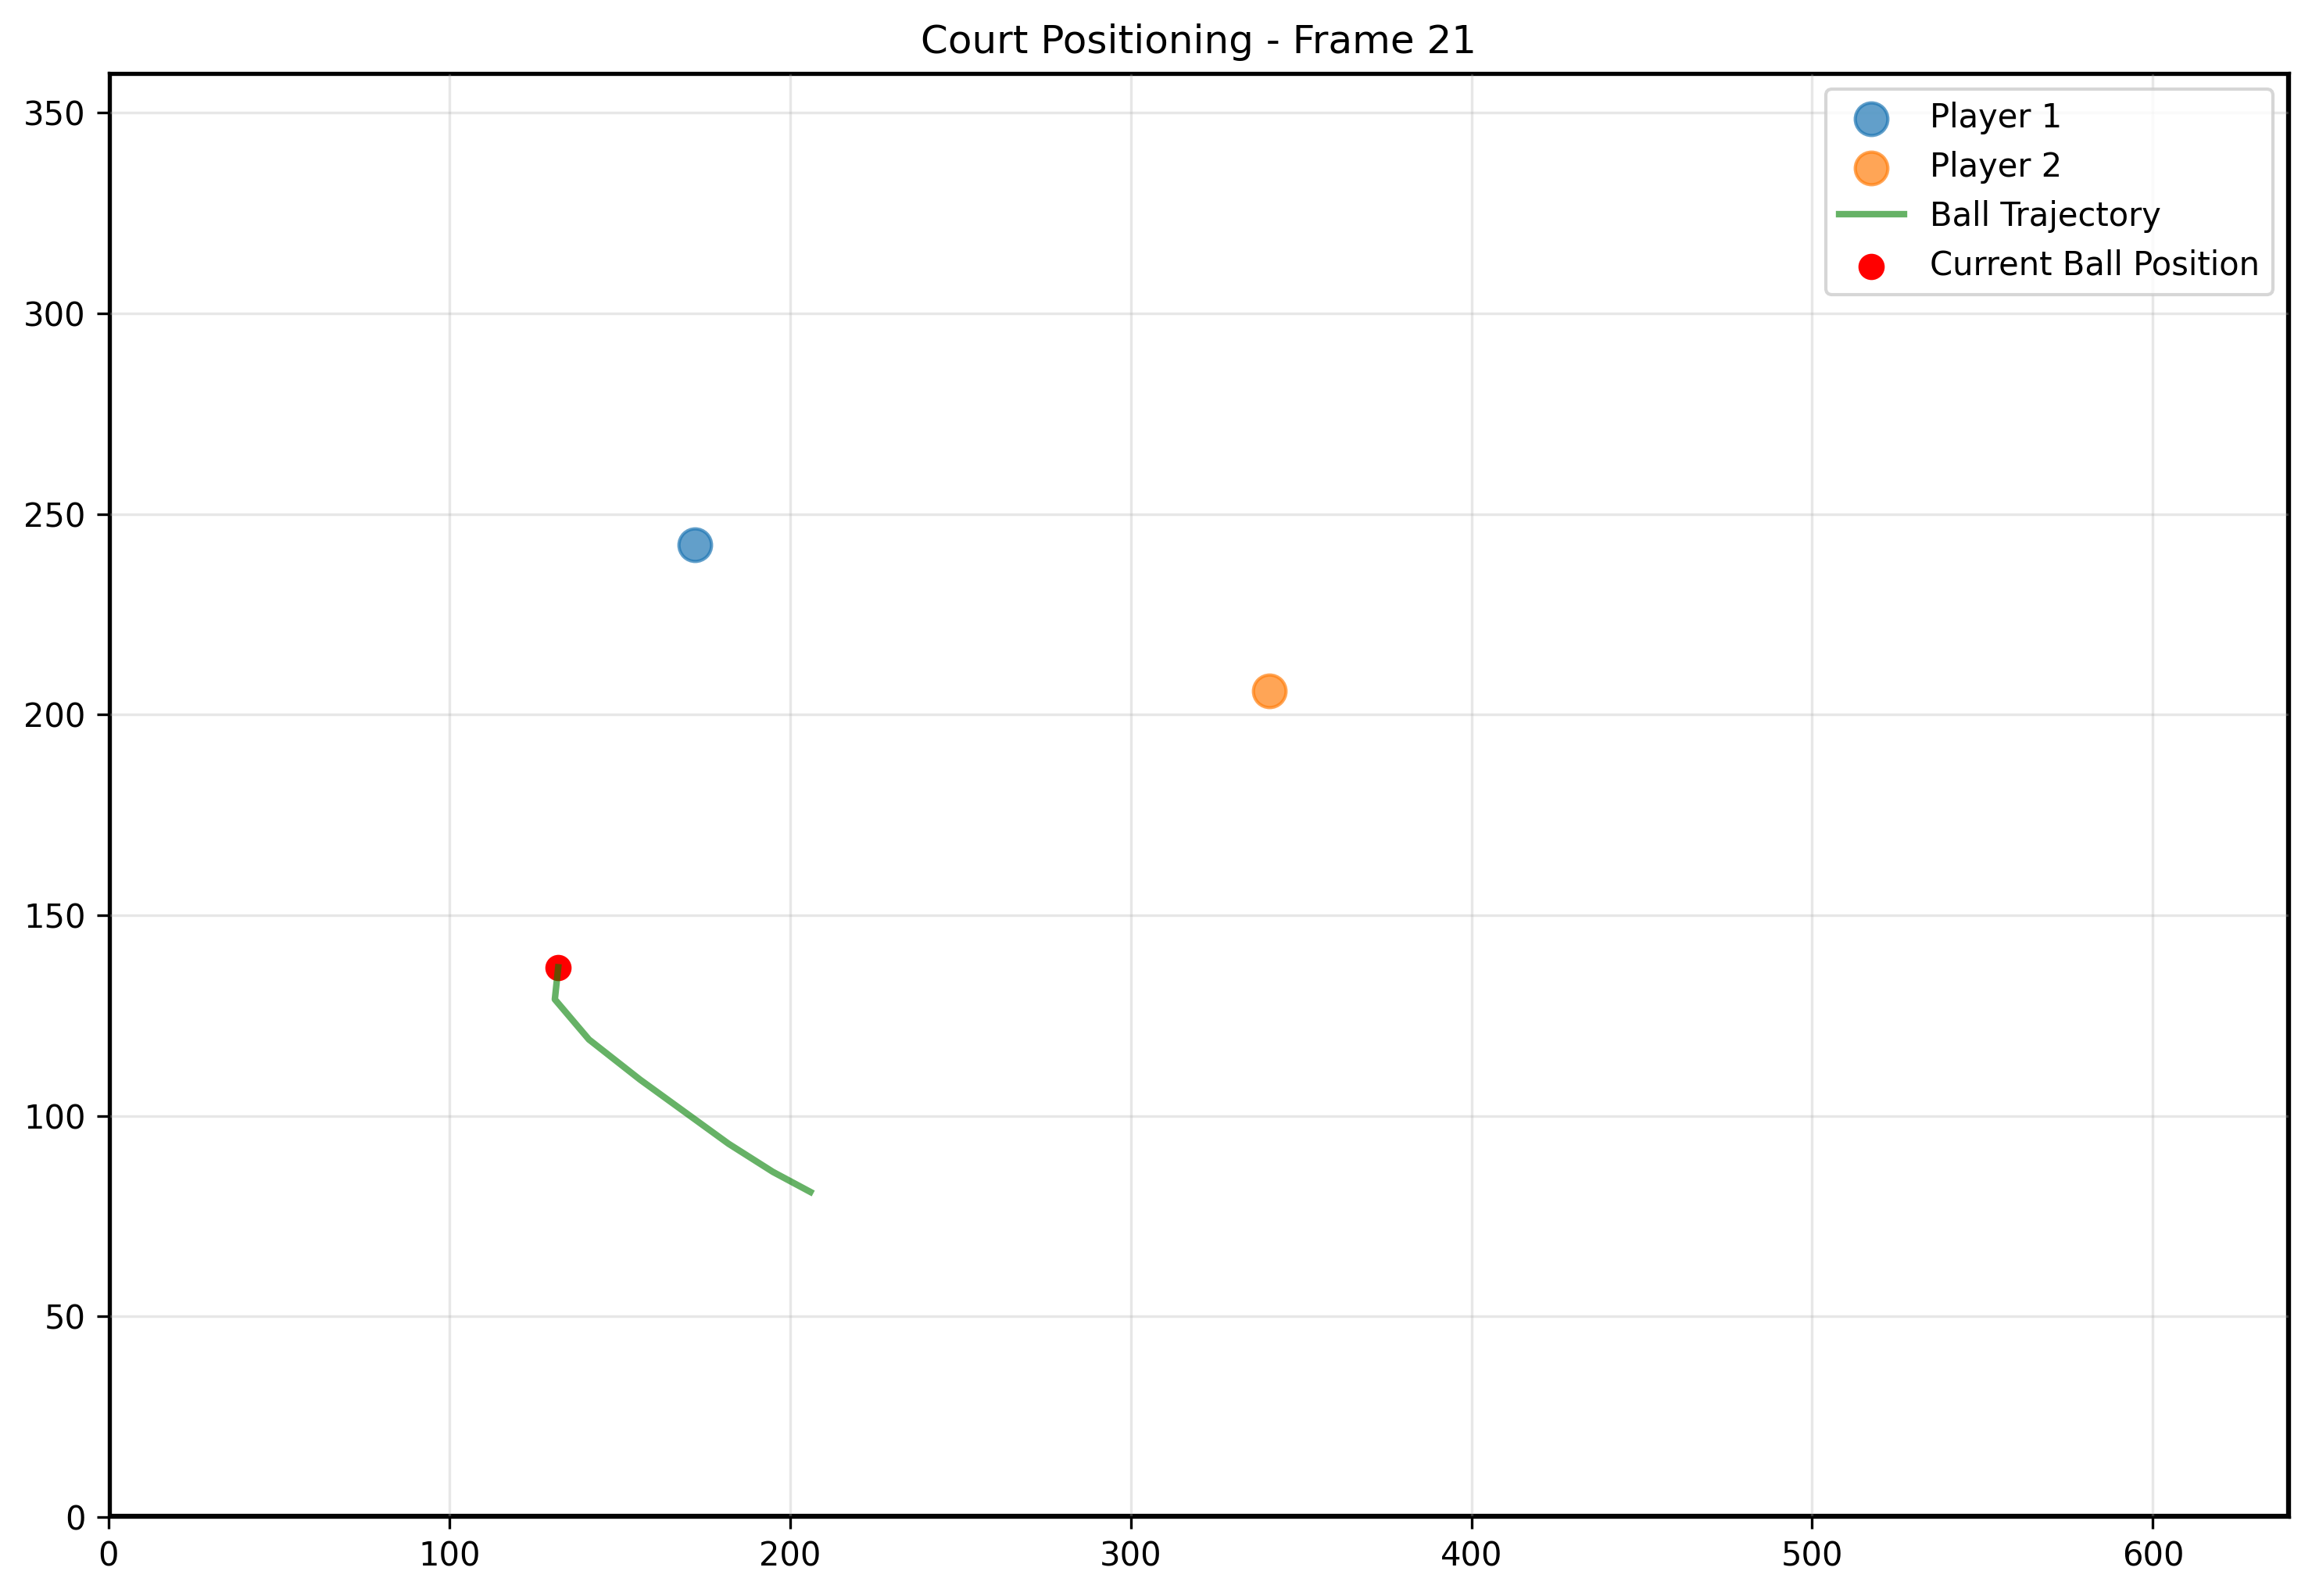 Court Positioning - Frame 21
Player 1
Player 2
Ball Trajectory
Current Ball Position
350
300
250
200
150
100
50
0
0 100 200 300 400 500 600